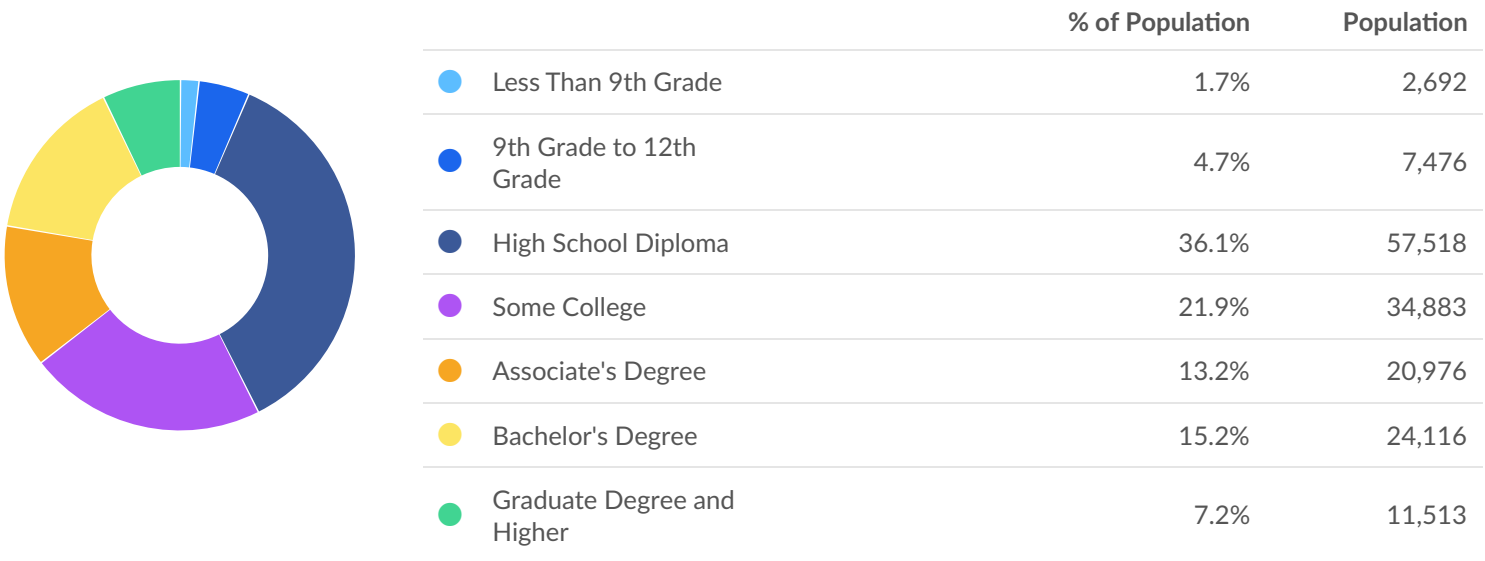 % of Population Population
Less Than 9th Grade 1.7% 2,692
9th Grade to 12th
Grade 4.7% 7,476
High School Diploma 36.1% 57,518
Some College 21.9% 34,883
Associate's Degree 13.2% 20,976
Bachelor's Degree 15.2% 24,116
Graduate Degree and
Higher 7.2% 11,513